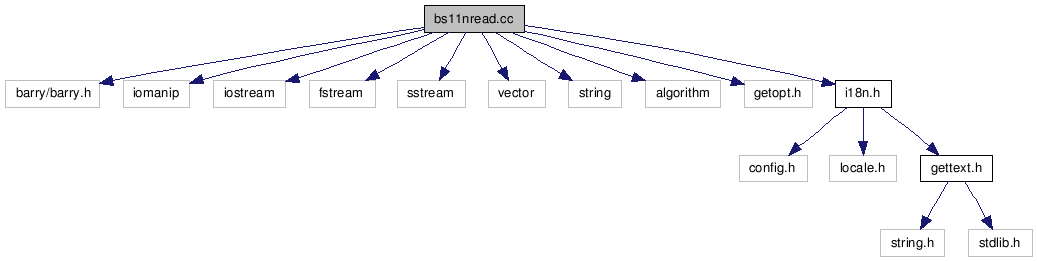 bs11nread.cc
barry/barry.h
iomanip
iostream
fstream
sstream
vector
string
algorithm
getopt.h
i18n.h
config.h
locale.h
gettext.h
string.h
stdlib.h